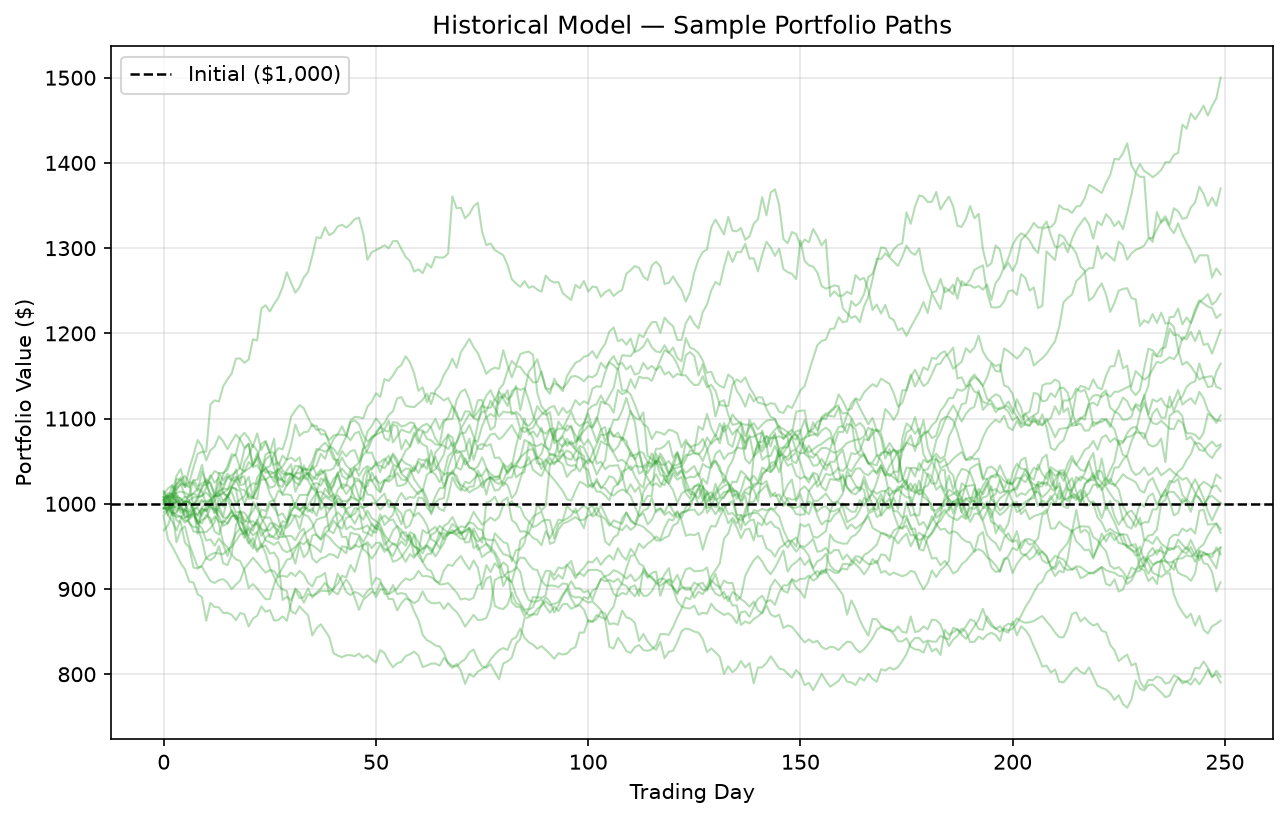 Historical Model — Sample Portfolio Paths
Initial ($1,000)
Portfolio Value ($)
1500
1400
1300
1200
1100
1000
900
800
0 50 100 150 200 250
Trading Day